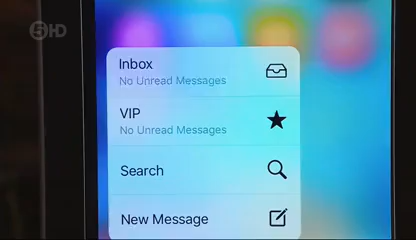 5HD
Inbox
No Unread Messages
VIP
No Unread Messages
Search
New Message